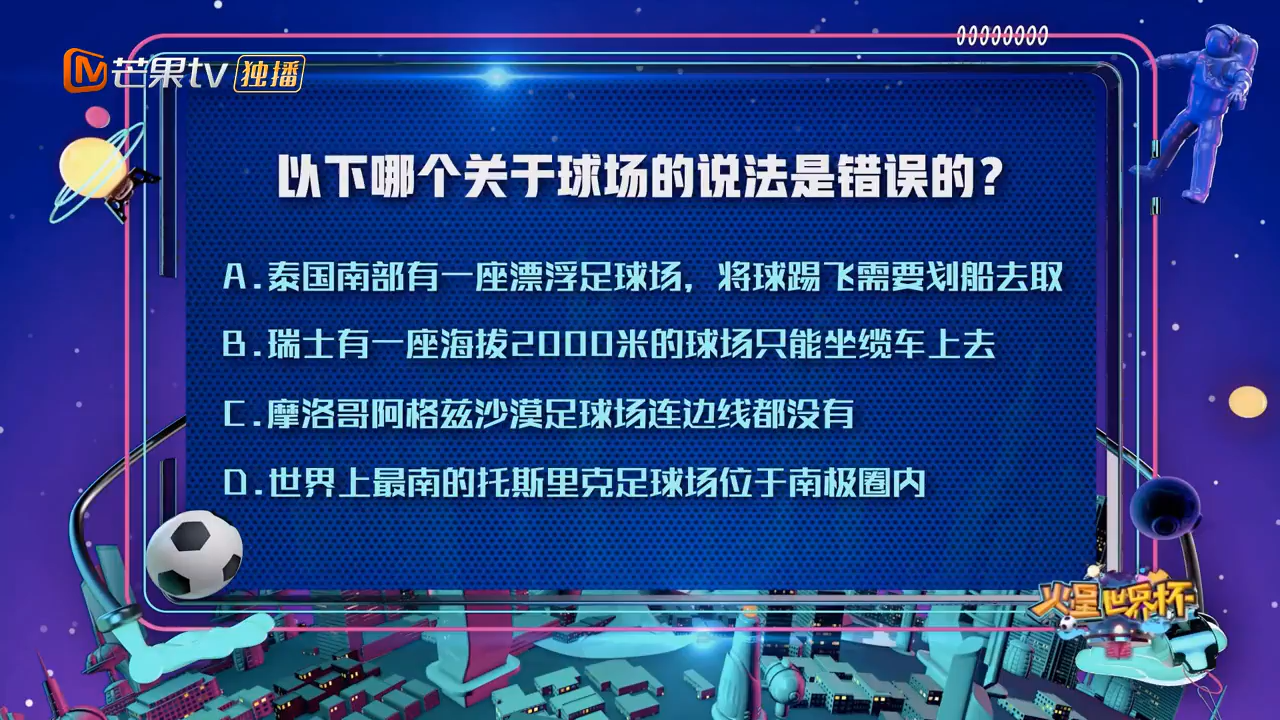 芒果tv 独播
以下哪个关于球场的说法是错误的?
A.泰国南部有一座漂浮足球场，将球踢飞需要划船去取
B.瑞士有一座海拔2000米的球场只能坐缆车上去
C.摩洛哥阿格兹沙漠足球场连边线都没有
D.世界上最南的托斯里克足球场位于南极圈内
火星世界杯